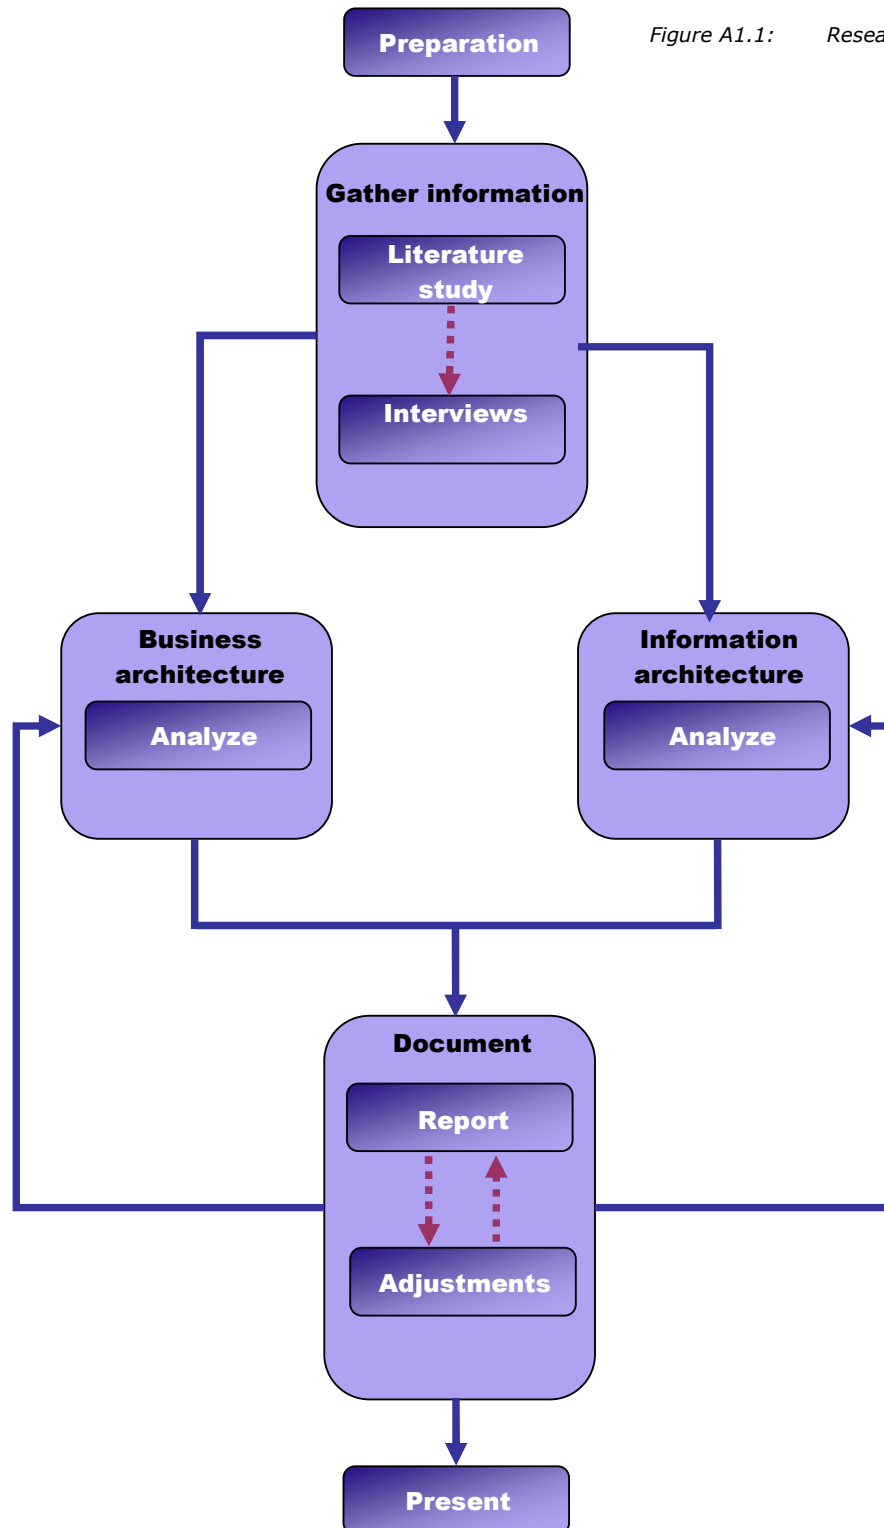 Preparation
Figure A1.1: Resea
Gather information
Literature
study
Interviews
Business
architecture
Analyze
Information
architecture
Analyze
Document
Report
Adjustments
Present